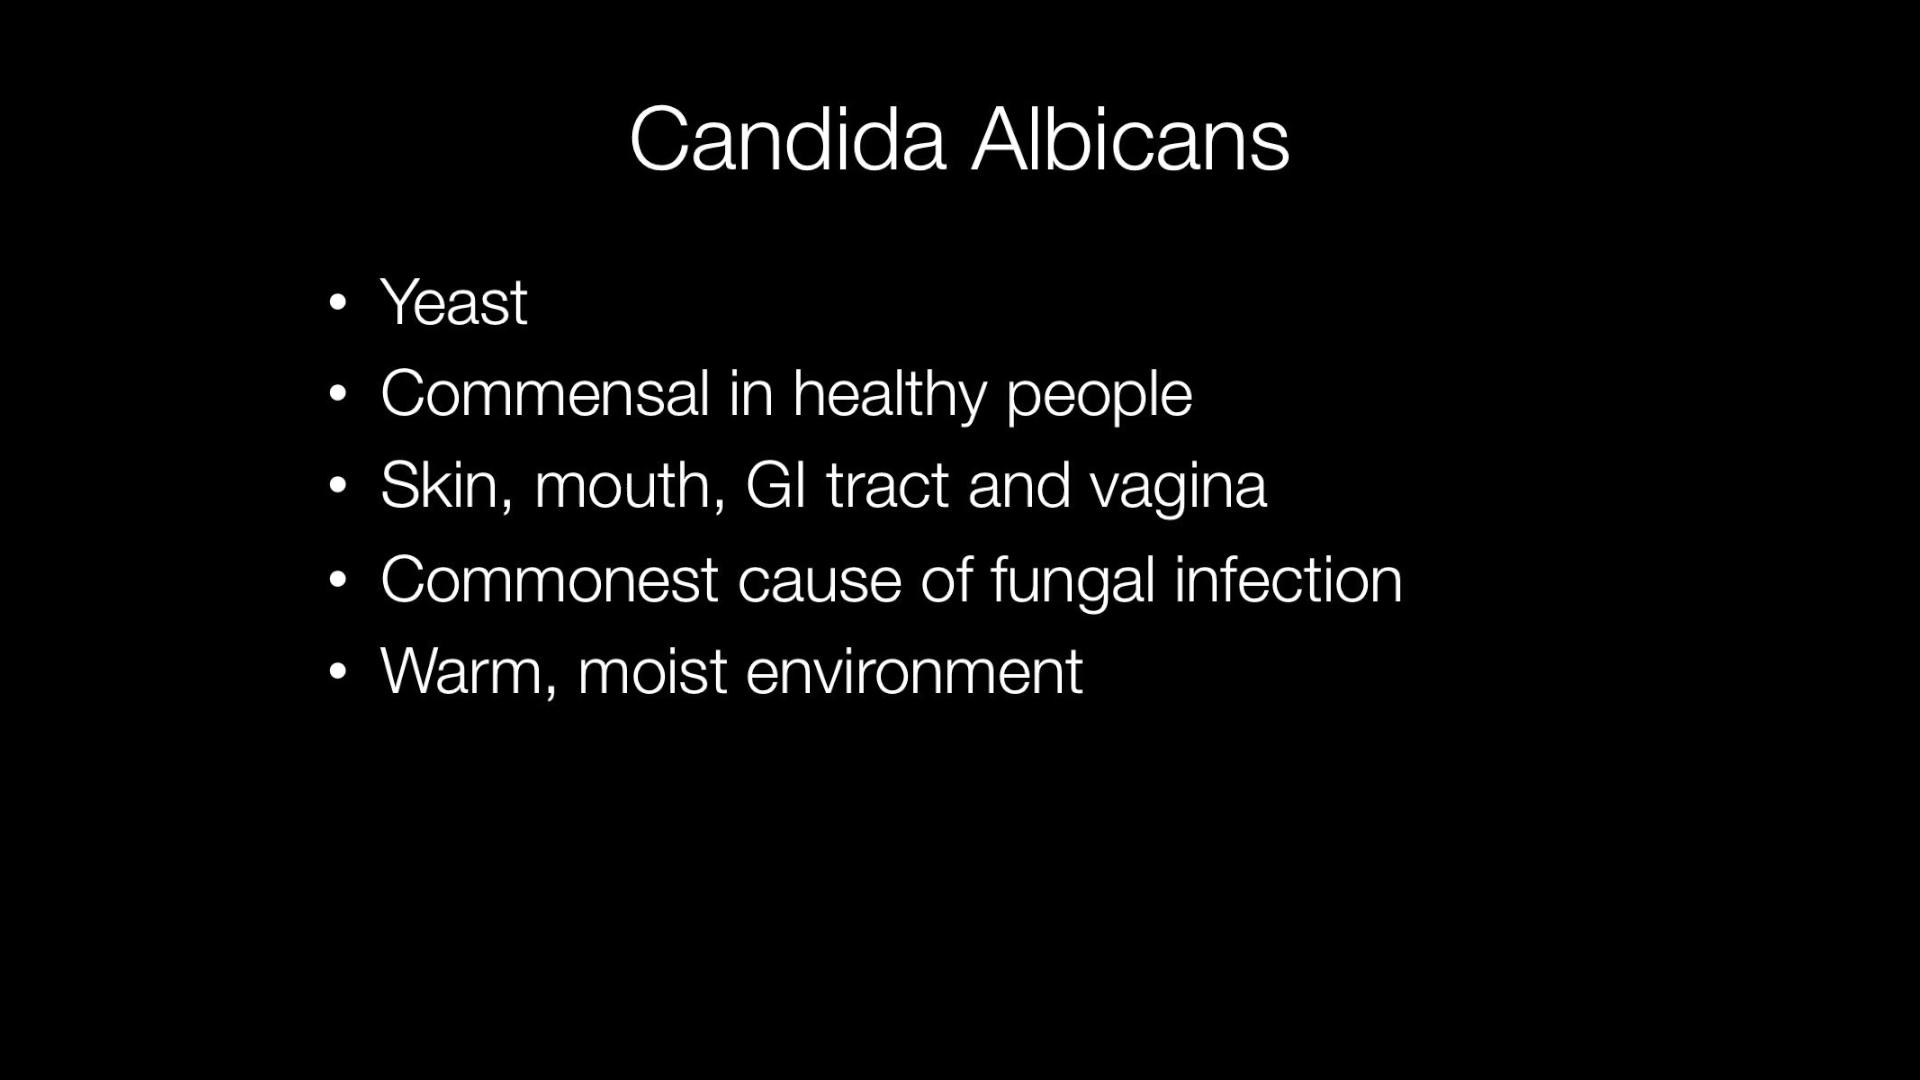 Candida Albicans
• Yeast
• Commensal in healthy people
• Skin, mouth, GI tract and vagina
• Commonest cause of fungal infection
• Warm, moist environment